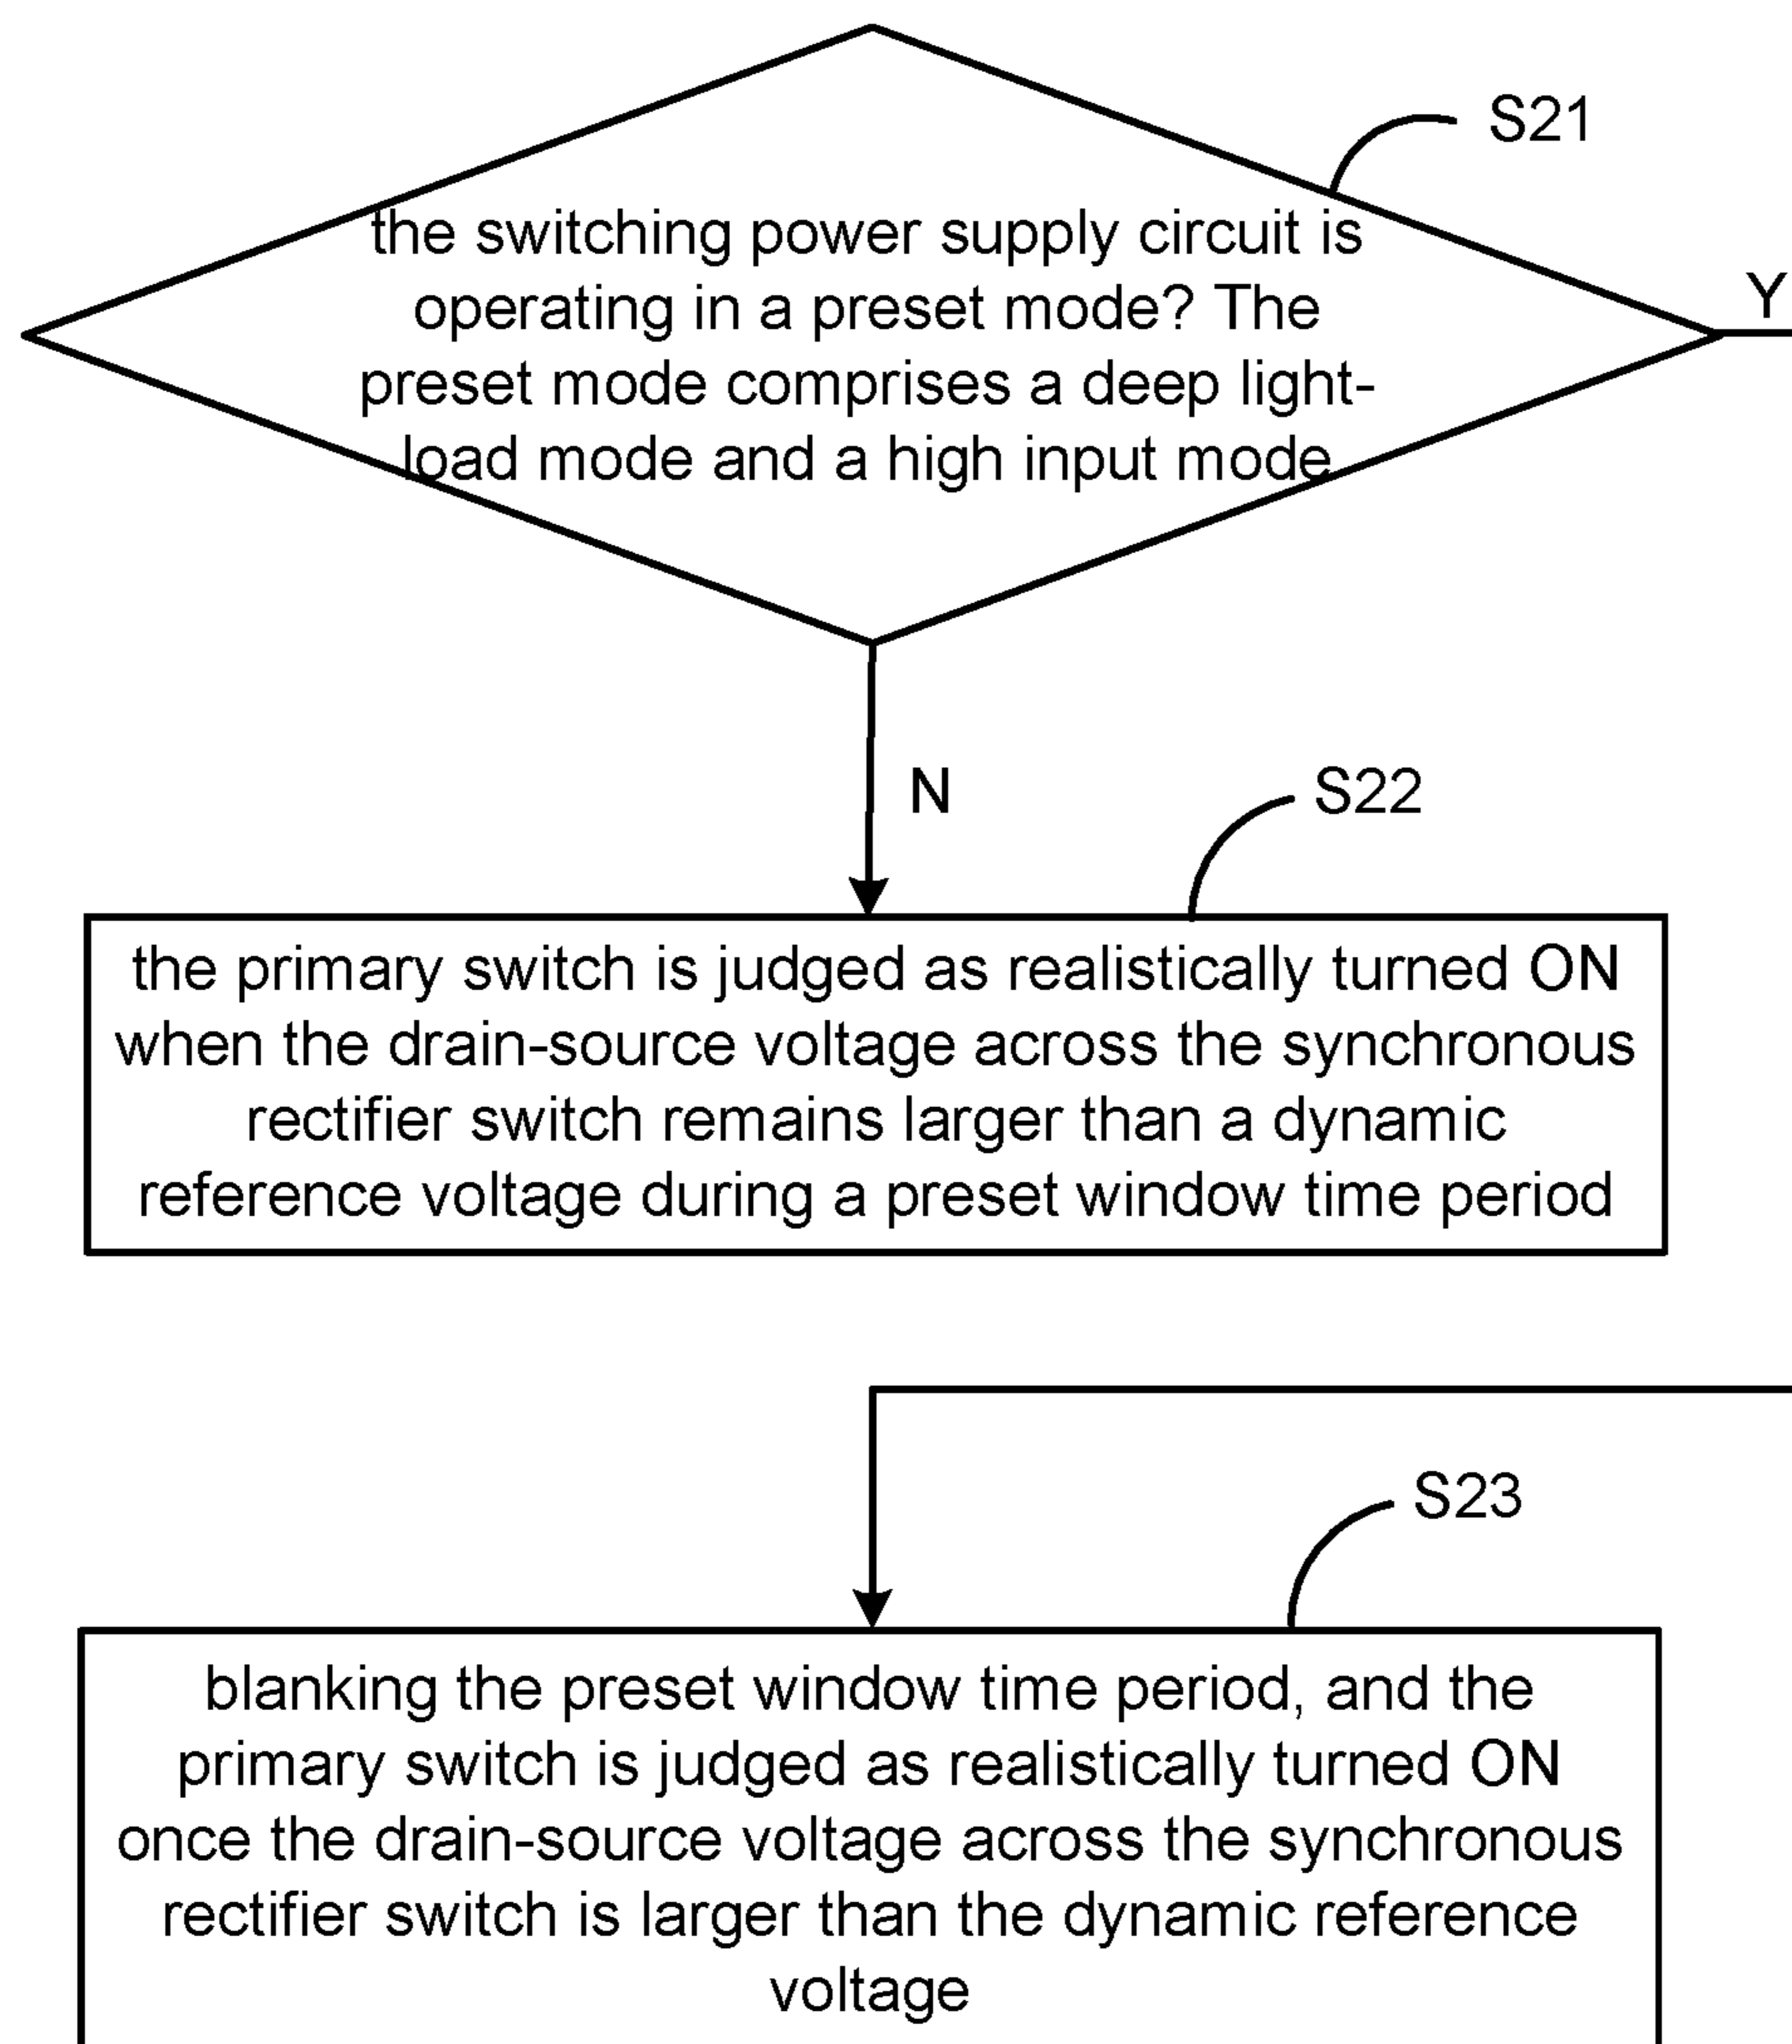 S21
the switching power supply circuit is
operating in a preset mode? The
preset mode comprises a deep light-
load mode and a high input mode
Y
N
S22
the primary switch is judged as realistically turned ON
when the drain-source voltage across the synchronous
rectifier switch remains larger than a dynamic
reference voltage during a preset window time period
S23
blanking the preset window time period, and the
primary switch is judged as realistically turned ON
once the drain-source voltage across the synchronous
rectifier switch is larger than the dynamic reference
voltage